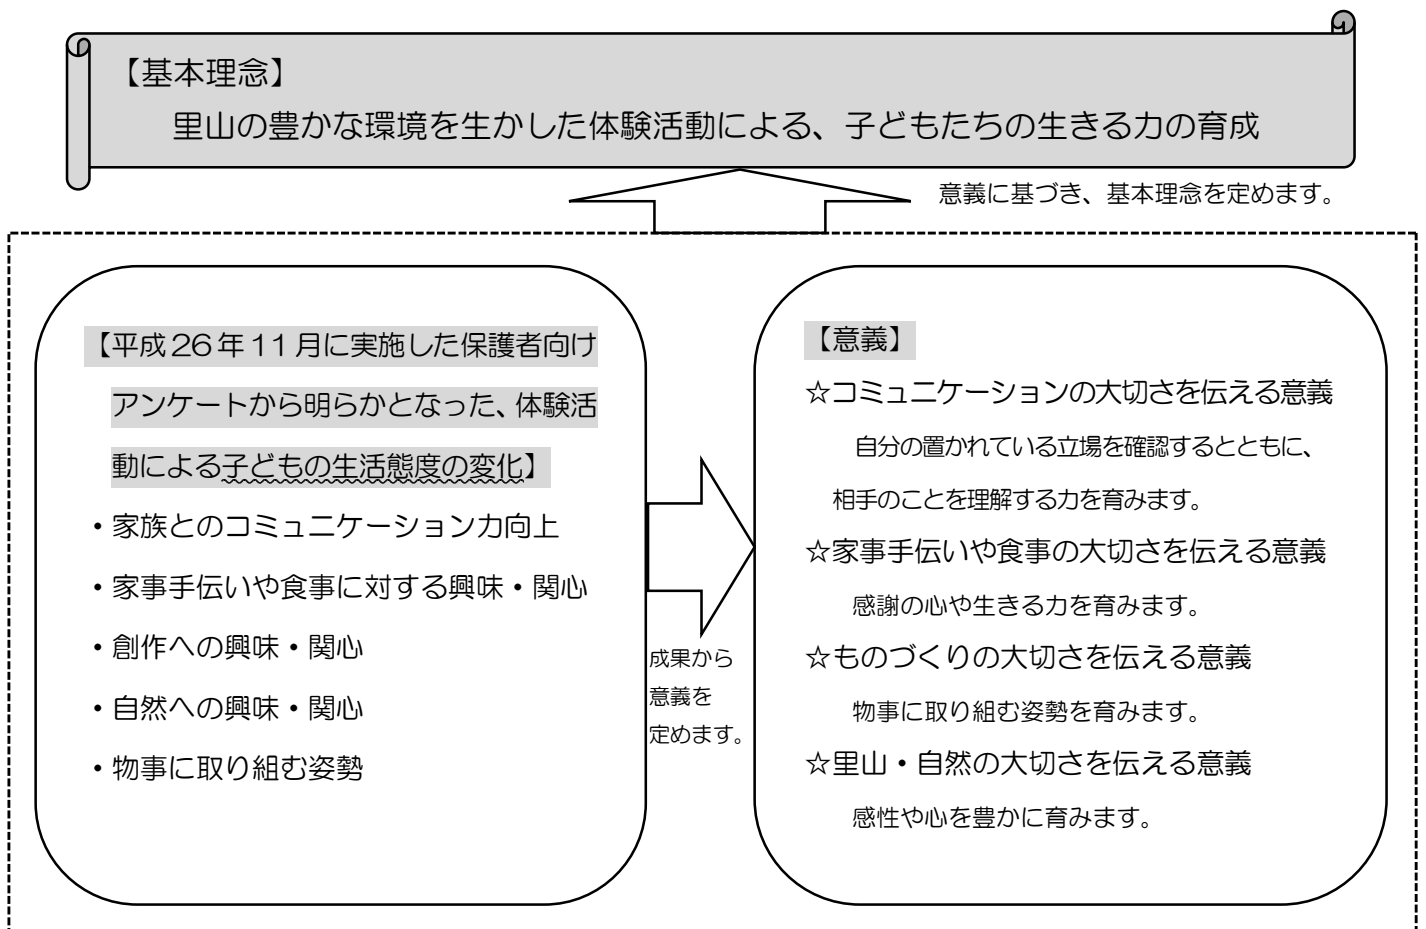 【基本理念】
里山の豊かな環境を生かした体験活動による、子どもたちの生きる力の育成
意義に基づき、基本理念を定めます。
【平成26年11月に実施した保護者向け
アンケートから明らかとなった、体験活
動による子どもの生活態度の変化】
・家族とのコミュニケーション力向上
・家事手伝いや食事に対する興味・関心
・創作への興味・関心
・自然への興味・関心
・物事に取り組む姿勢
成果から
意義を
定めます。
【意義】
☆コミュニケーションの大切さを伝える意義
自分の置かれている立場を確認するとともに、
相手のことを理解する力を育みます。
☆家事手伝いや食事の大切さを伝える意義
感謝の心や生きる力を育みます。
☆ものづくりの大切さを伝える意義
物事に取り組む姿勢を育みます。
☆里山・自然の大切さを伝える意義
感性や心を豊かに育みます。